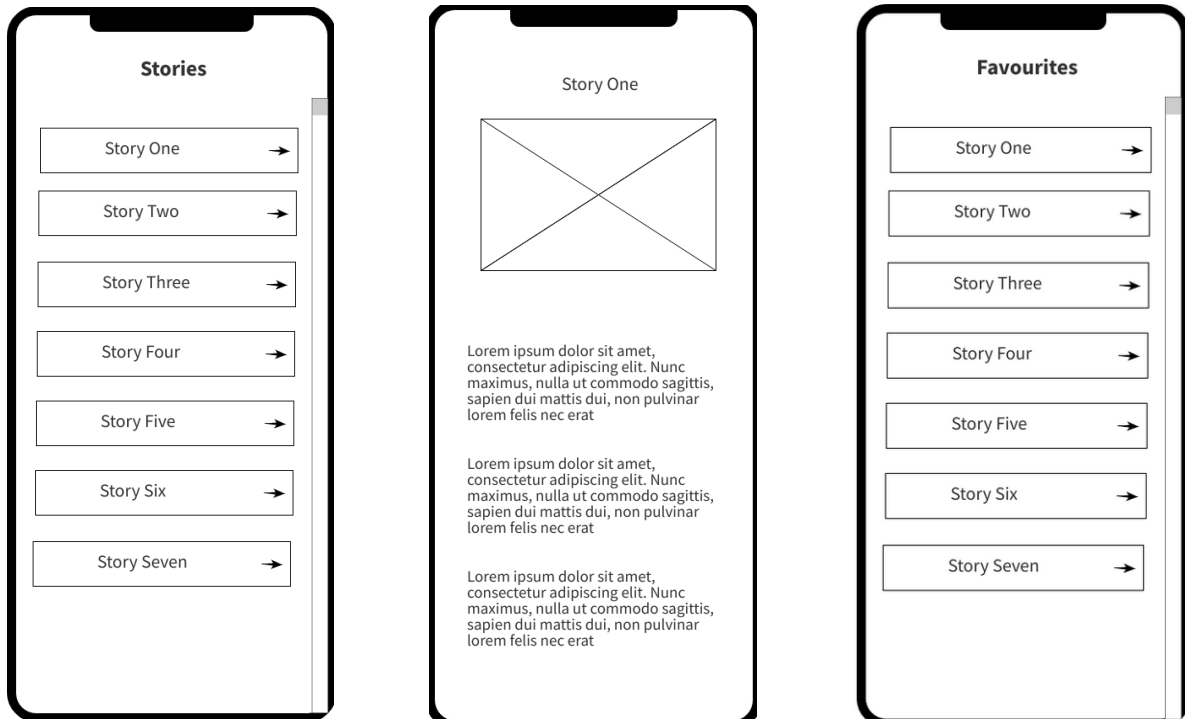 Stories
Story One
Story Two
Story Three
Story Four
Story Five
Story Six
Story Seven
Story One
Lorem ipsum dolor sit amet,
consectetur adipiscing elit. Nunc
maximus, nulla ut commodo sagittis,
sapien dui mattis dui, non pulvinar
lorem felis nec erat
Lorem ipsum dolor sit amet,
consectetur adipiscing elit. Nunc
maximus, nulla ut commodo sagittis,
sapien dui mattis dui, non pulvinar
lorem felis nec erat
Lorem ipsum dolor sit amet,
consectetur adipiscing elit. Nunc
maximus, nulla ut commodo sagittis,
sapien dui mattis dui, non pulvinar
lorem felis nec erat
Favourites
Story One
Story Two
Story Three
Story Four
Story Five
Story Six
Story Seven